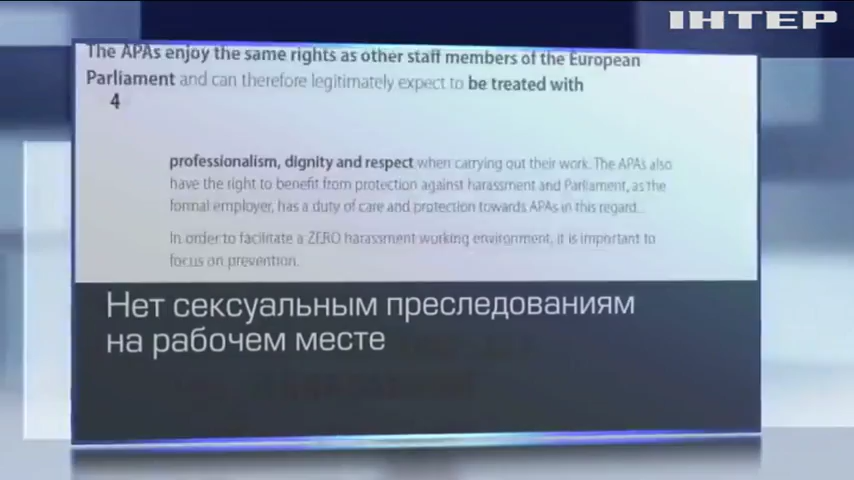 ІНТЕР
The APAs enjoy the same rights as other staff members of the European
Parliament and can therefore legitimately expect to be treated with
4
professionalism, dignity and respect when carrying out their work. The APAs also
have the right to benefit from protection against harassment and Parliament, as the
formal employer, has a duty of care and protection towards APAs in this regard.
In order to facilitate a ZERO harassment working environment, it is important to
focus on prevention.
Нет сексуальным преследованиям
на рабочем месте